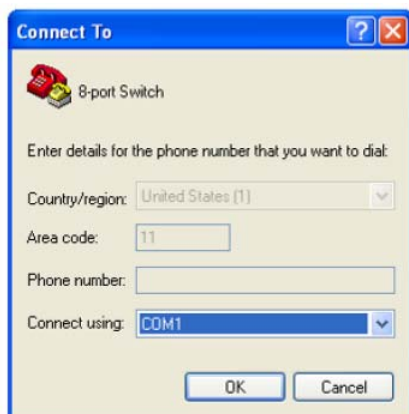 Connect To
8-port Switch
Enter details for the phone number that you want to dial:
Country/region: United States (1)
Area code: 11
Phone number:
Connect using: COM1
OK Cancel